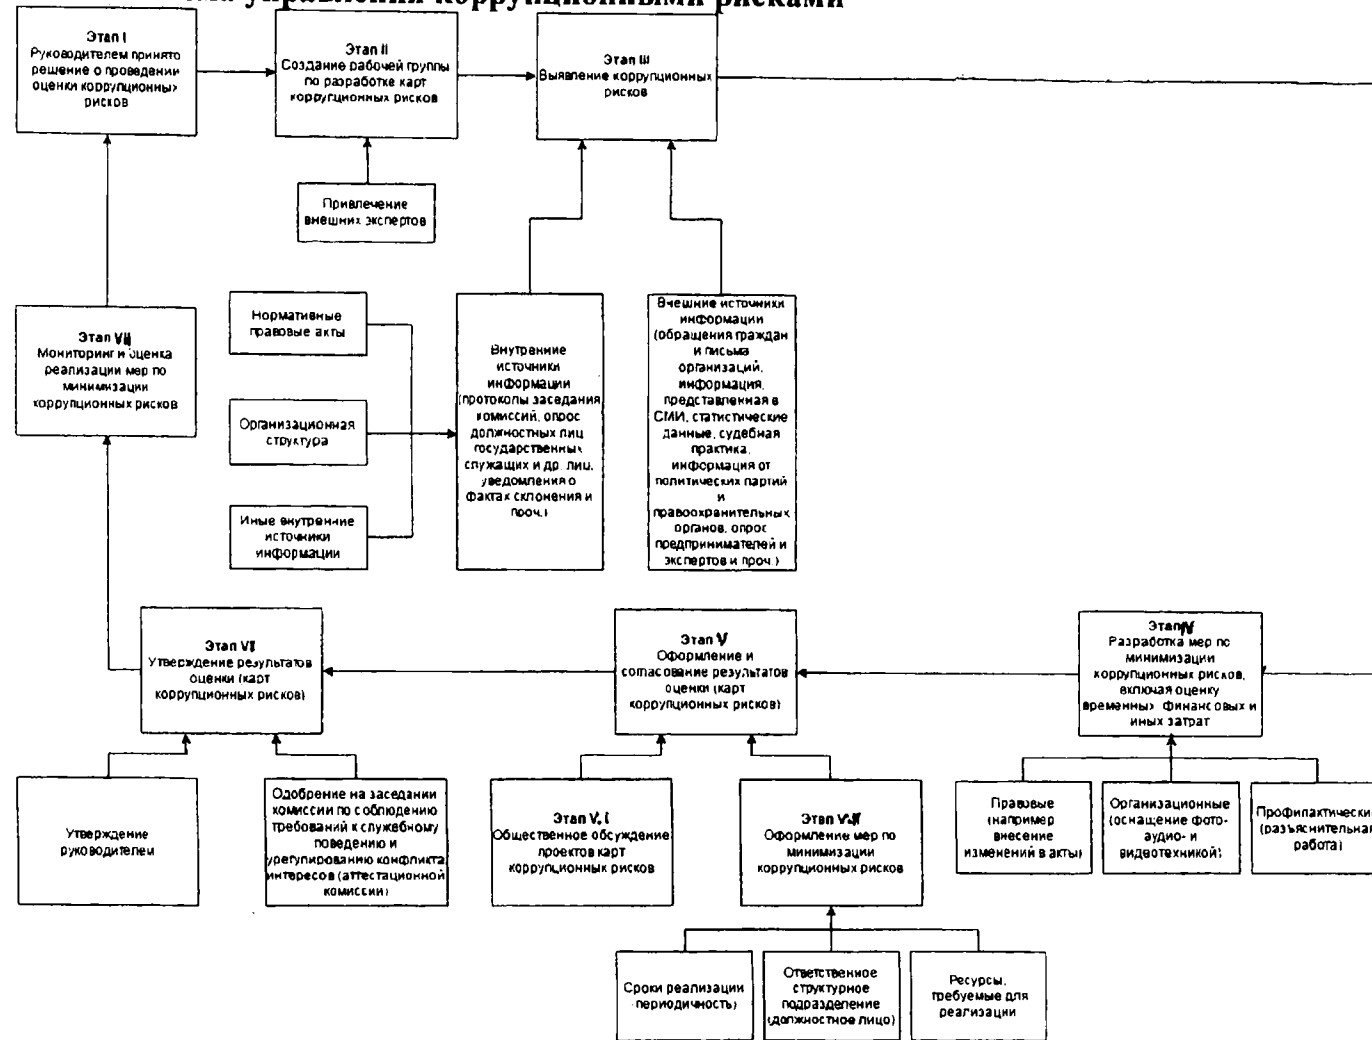 управления коррупционными рисками
Этап I
Руководителем принято
решение о проведении
оценки коррупционных
рисков
Этап II
Создание рабочей группы
по разработке карт
коррупционных рисков
Этап III
Выявление коррупционных
рисков
Привлечение
внешних экспертов
Этап VII
Мониторинг и оценка
реализации мер по
минимизации
коррупционных рисков
Нормативные
правовые акты
Организационная
структура
Иные внутренние
источники
информации
Внутренние
источники
информации
(протоколы заседания
комиссий, опрос
должностных лиц
государственных
служащих и др. лиц,
уведомления о
фактах склонения и
проч.)
Внешние источники
информации
(обращения граждан
и письма
организаций,
информация,
представленная в
СМИ, статистические
данные, судебная
практика,
информация от
политических партий
и
правоохранительных
органов, опрос
предпринимателей и
экспертов и проч.)
Этап VI
Утверждение результатов
оценки (карт
коррупционных рисков)
Этап V
Оформление и
согласование результатов
оценки (карт
коррупционных рисков)
Этап IV
Разработка мер по
минимизации
коррупционных рисков,
включая оценку
временных, финансовых и
иных затрат
Утверждение
руководителем
Одобрение на заседании
комиссии по соблюдению
требований к служебному
поведению и
урегулированию конфликта
интересов (аттестационной
комиссии)
Этап V.I
Общественное обсуждение
проектов карт
коррупционных рисков
Этап V.II
Оформление мер по
минимизации
коррупционных рисков
Правовые
(например
внесение
изменений в акты)
Организационные
(оснащение фото-
аудио- и
видеотехникой)
Профилактические
(разъяснительная
работа)
Сроки реализации
периодичность)
Ответственное
структурное
подразделение
(должностное лицо)
Ресурсы,
требуемые для
реализации